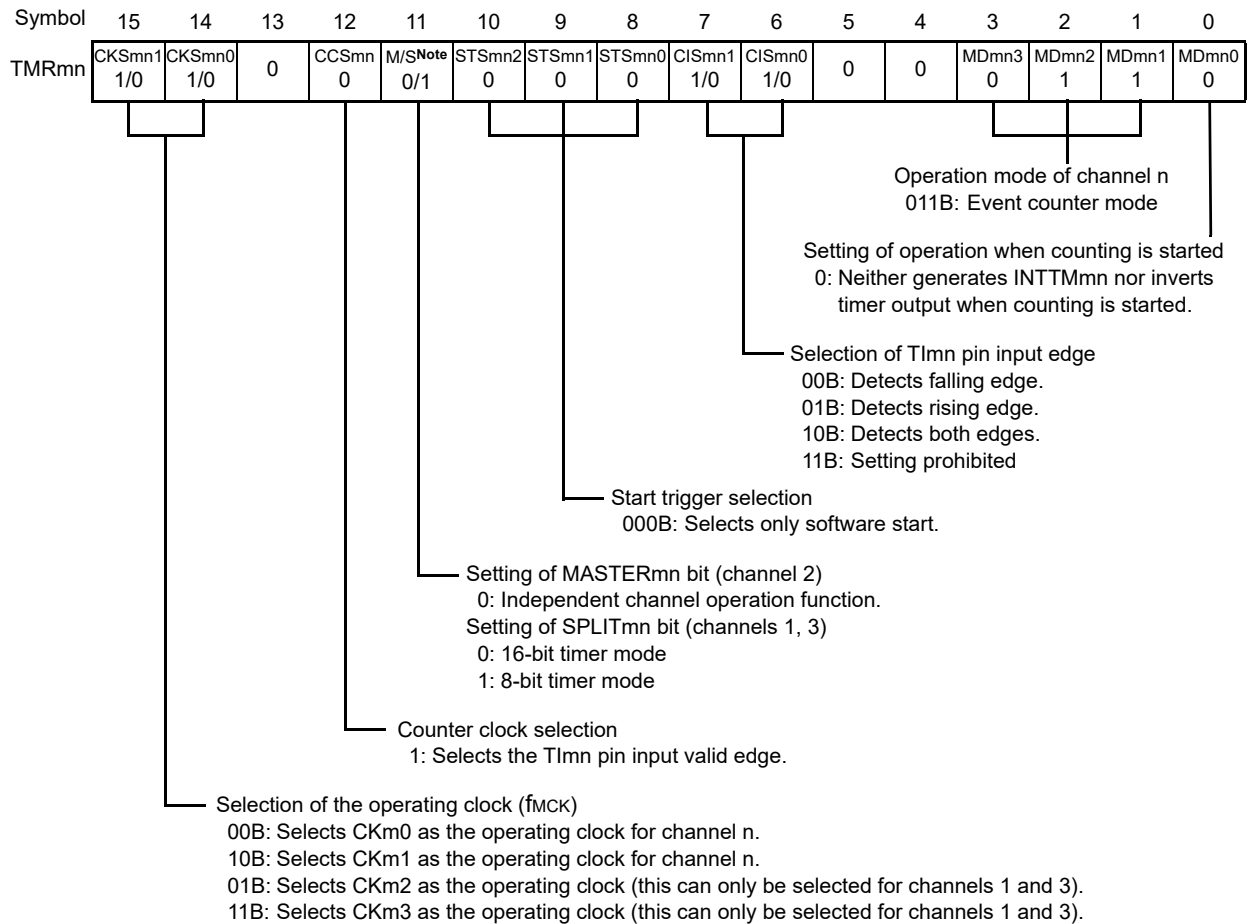 Symbol 15 14 13 12 11 10 9 8 7 6 5 4 3 2 1 0
TMRmn CKSmn1 CKSmn0 CCSmn M/SNote STSmn2 STSmn1 STSmn0 CISmn1 CISmn0 MDmn3 MDmn2 MDmn1 MDmn0
1/0 1/0 0 0 0/1 0 0 0 1/0 1/0 0 0 0 1 1 0
Operation mode of channel n
011B: Event counter mode
Setting of operation when counting is started
0: Neither generates INTTMmn nor inverts
timer output when counting is started.
Selection of TImn pin input edge
00B: Detects falling edge.
01B: Detects rising edge.
10B: Detects both edges.
11B: Setting prohibited
Start trigger selection
000B: Selects only software start.
Setting of MASTERmn bit (channel 2)
0: Independent channel operation function.
Setting of SPLITmn bit (channels 1, 3)
0: 16-bit timer mode
1: 8-bit timer mode
Counter clock selection
1: Selects the TImn pin input valid edge.
Selection of the operating clock (fMCK)
00B: Selects CKm0 as the operating clock for channel n.
10B: Selects CKm1 as the operating clock for channel n.
01B: Selects CKm2 as the operating clock (this can only be selected for channels 1 and 3).
11B: Selects CKm3 as the operating clock (this can only be selected for channels 1 and 3).